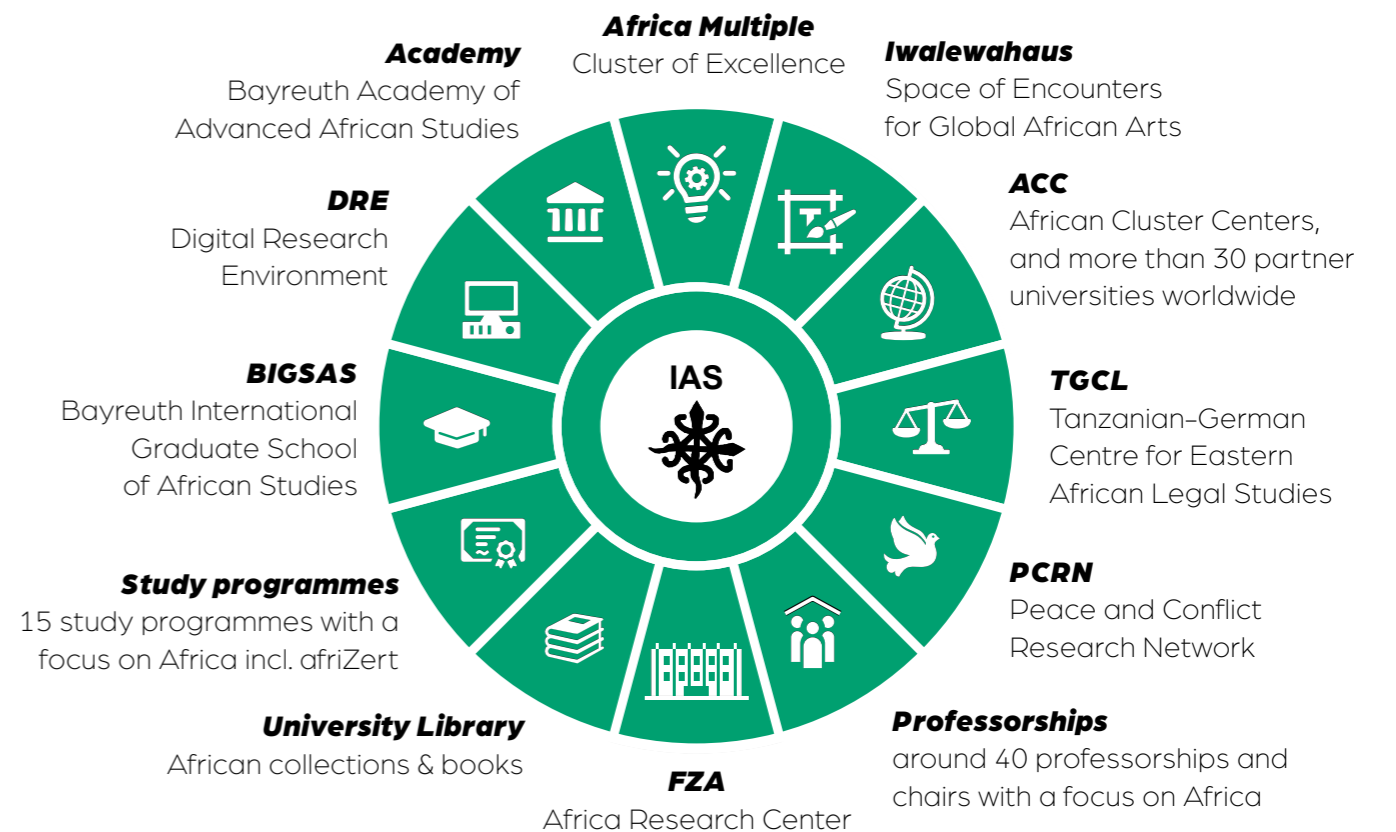 Africa Multiple
Cluster of Excellence
Iwalewahaus
Space of Encounters
for Global African Arts
ACC
African Cluster Centers,
and more than 30 partner
universities worldwide
TGCL
Tanzanian-German
Centre for Eastern
African Legal Studies
PCRN
Peace and Conflict
Research Network
Professorships
around 40 professorships and
chairs with a focus on Africa
FZA
Africa Research Center
University Library
African collections & books
Study programmes
15 study programmes with a
focus on Africa incl. afriZert
BIGSAS
Bayreuth International
Graduate School
of African Studies
DRE
Digital Research
Environment
Academy
Bayreuth Academy of
Advanced African Studies
IAS